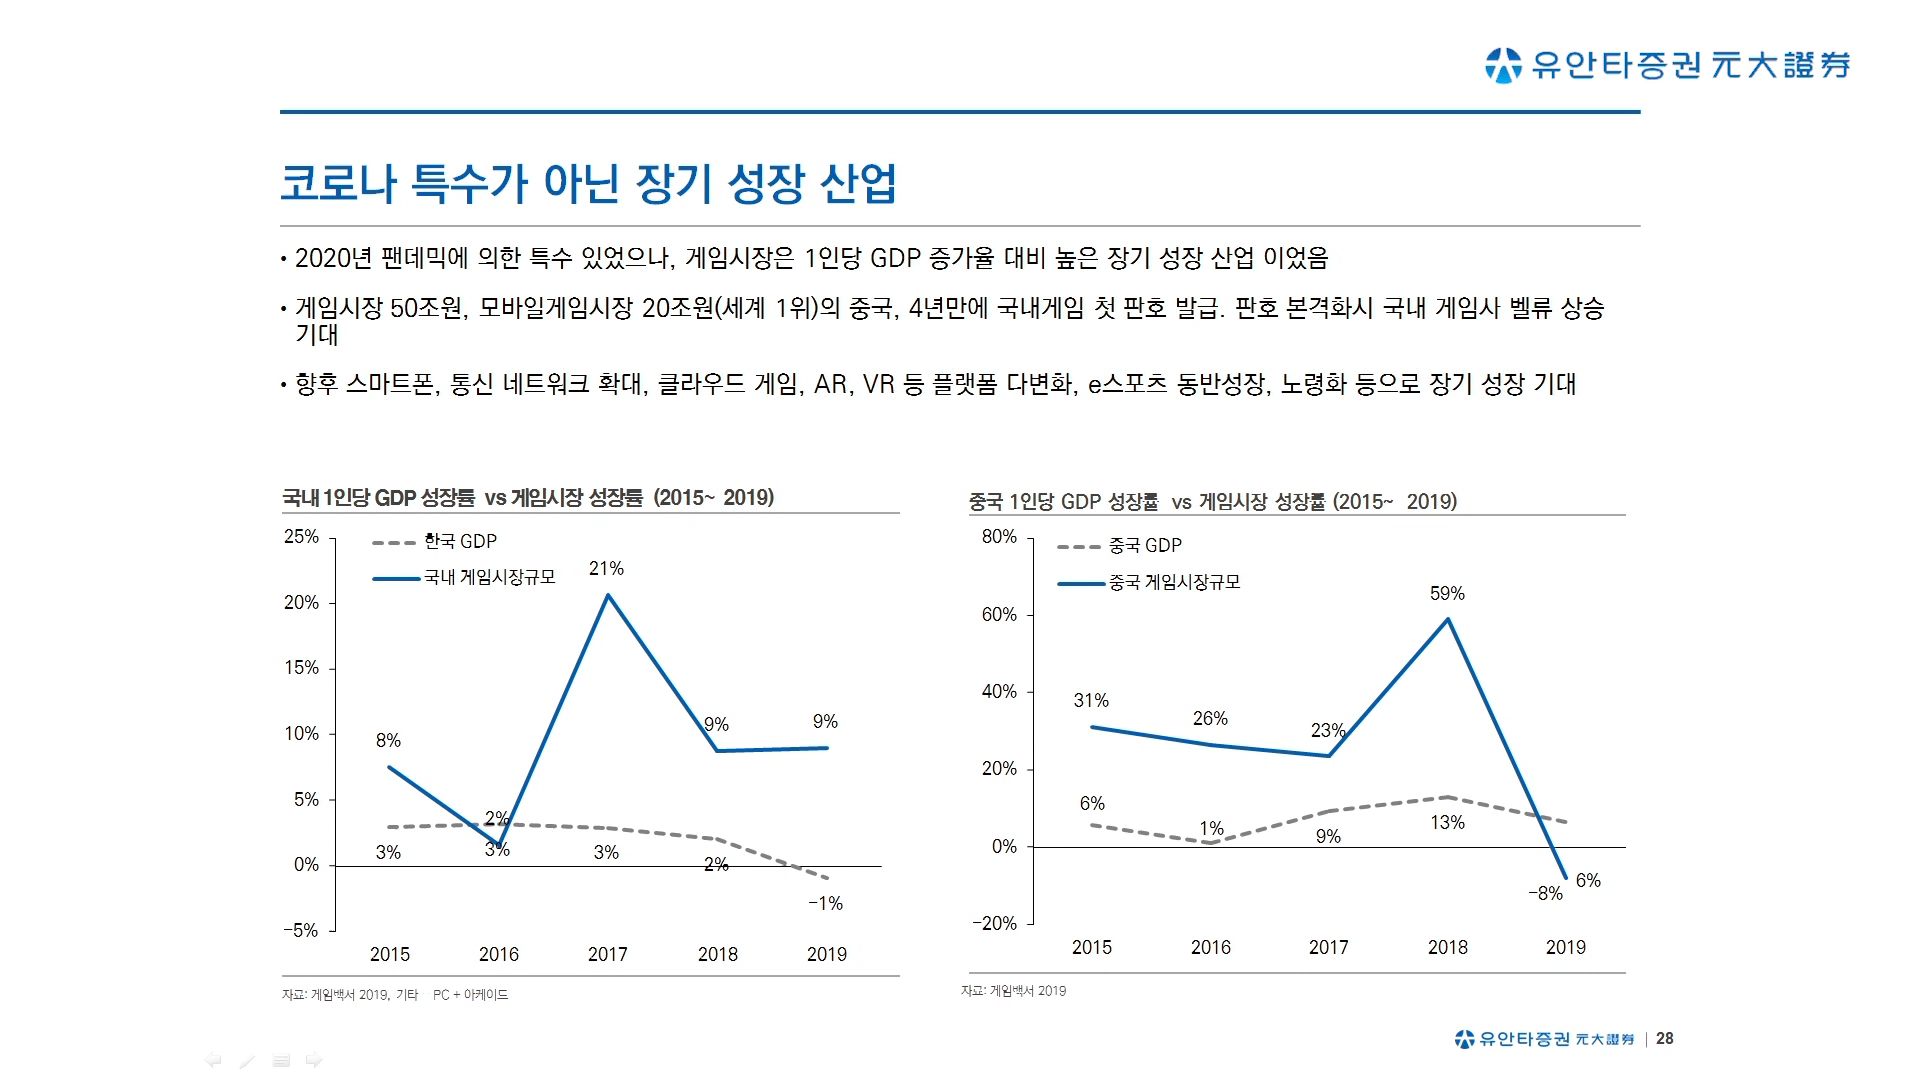 유안타증권 元大證券
코로나 특수가 아닌 장기 성장 산업
• 2020년 팬데믹에 의한 특수 있었으나, 게임시장은 1인당 GDP 증가율 대비 높은 장기 성장 산업 이었음
• 게임시장 50조원, 모바일게임시장 20조원(세계 1위)의 중국, 4년만에 국내게임 첫 판호 발급. 판호 본격화시 국내 게임사 벨류 상승
기대
• 향후 스마트폰, 통신 네트워크 확대, 클라우드 게임, AR, VR 등 플랫폼 다변화, e스포츠 동반성장, 노령화 등으로 장기 성장 기대
국내 1인당 GDP 성장률 vs 게임시장 성장률 (2015~ 2019)
25%
20%
15%
10%
5%
0%
-5%
한국 GDP
국내 게임시장규모
8%
2%
21%
9%
9%
3%
3%
3%
2%
-1%
2015 2016 2017 2018 2019
자료: 게임백서 2019, 기타 PC + 아케이드
중국 1인당 GDP 성장률 vs 게임시장 성장률 (2015~ 2019)
80%
60%
40%
20%
0%
-20%
중국 GDP
중국 게임시장규모
31%
26%
23%
59%
-8%
6%
1%
9%
13%
6%
2015 2016 2017 2018 2019
자료: 게임백서 2019
유안타증권 元大證券 | 28